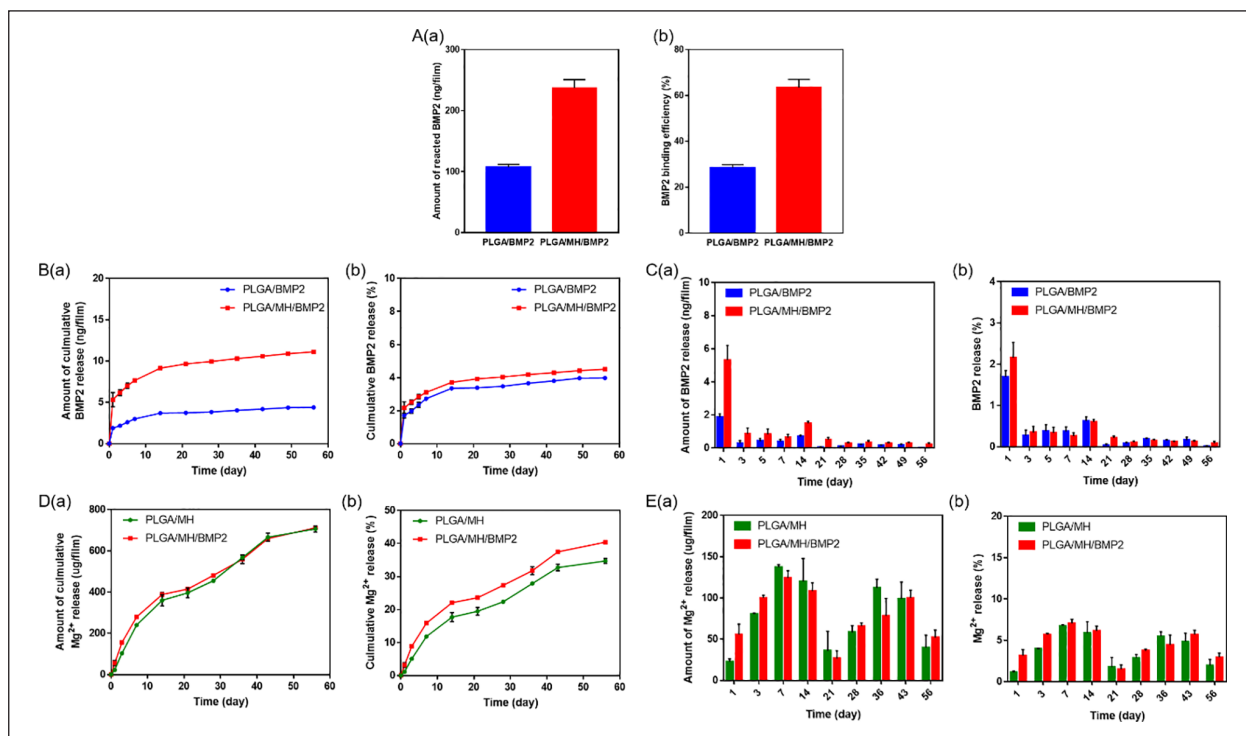 A(a)
Amount of reacted BMP2 (ng/film)
300
200
100
0
PLGA/BMP2 PLGA/MH/BMP2
(b)
BMP2 binding efficiency (%)
80
60
40
20
0
PLGA/BMP2 PLGA/MH/BMP2
B(a)
Amount of culmulative
BMP2 release (ng/film)
20
15
10
5
0
PLGA/BMP2
PLGA/MH/BMP2
0 10 20 30 40 50 60
Time (day)
(b)
Culmulative BMP2 release (%)
10
8
6
4
2
0
PLGA/BMP2
PLGA/MH/BMP2
0 10 20 30 40 50 60
Time (day)
C(a)
Amount of BMP2 release (ng/film)
10
8
6
4
2
0
PLGA/BMP2
PLGA/MH/BMP2
1 3 5 7 14 21 28 35 42 49 56
Time (day)
(b)
BMP2 release (%)
4
3
2
1
0
PLGA/BMP2
PLGA/MH/BMP2
1 3 5 7 14 21 28 35 42 49 56
Time (day)
D(a)
Amount of culmulative
Mg2+ release (ug/film)
800
600
400
200
0
PLGA/MH
PLGA/MH/BMP2
0 10 20 30 40 50 60
Time (day)
(b)
Culmulative Mg2+ release (%)
50
40
30
20
10
0
PLGA/MH
PLGA/MH/BMP2
0 10 20 30 40 50 60
Time (day)
E(a)
Amount of Mg2+ release (ug/film)
200
150
100
50
0
PLGA/MH
PLGA/MH/BMP2
1 3 7 14 21 28 36 43 56
Time (day)
(b)
Mg2+ release (%)
20
15
10
5
0
PLGA/MH
PLGA/MH/BMP2
1 3 7 14 21 28 36 43 56
Time (day)